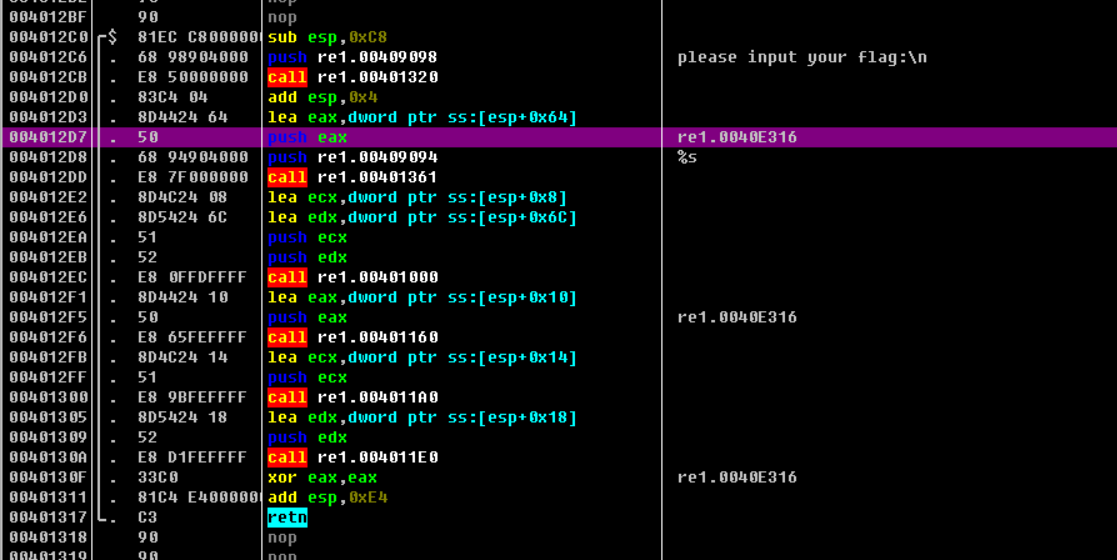 004012BF 90 nop
004012C0 ┌$ 81EC C8000000 sub esp,0xC8
004012C6 . 68 98904000 push re1.00409098 please input your flag:\n
004012CB . E8 50000000 call re1.00401320
004012D0 . 83C4 04 add esp,0x4
004012D3 . 8D4424 64 lea eax,dword ptr ss:[esp+0x64]
004012D7 . 50 push eax re1.0040E316
004012D8 . 68 94904000 push re1.00409094 %s
004012DD . E8 7F000000 call re1.00401361
004012E2 . 8D4C24 08 lea ecx,dword ptr ss:[esp+0x8]
004012E6 . 8D5424 6C lea edx,dword ptr ss:[esp+0x6C]
004012EA . 51 push ecx
004012EB . 52 push edx
004012EC . E8 0FFDFFFF call re1.00401000
004012F1 . 8D4424 10 lea eax,dword ptr ss:[esp+0x10]
004012F5 . 50 push eax re1.0040E316
004012F6 . E8 65FEFFFF call re1.00401160
004012FB . 8D4C24 14 lea ecx,dword ptr ss:[esp+0x14]
004012FF . 51 push ecx
00401300 . E8 9BFEFFFF call re1.004011A0
00401305 . 8D5424 18 lea edx,dword ptr ss:[esp+0x18]
00401309 . 52 push edx
0040130A . E8 D1FEFFFF call re1.004011E0
0040130F . 33C0 xor eax,eax re1.0040E316
00401311 . 81C4 E4000000 add esp,0xE4
00401317 └. C3 retn
00401318 90 nop
00401319 90 nop